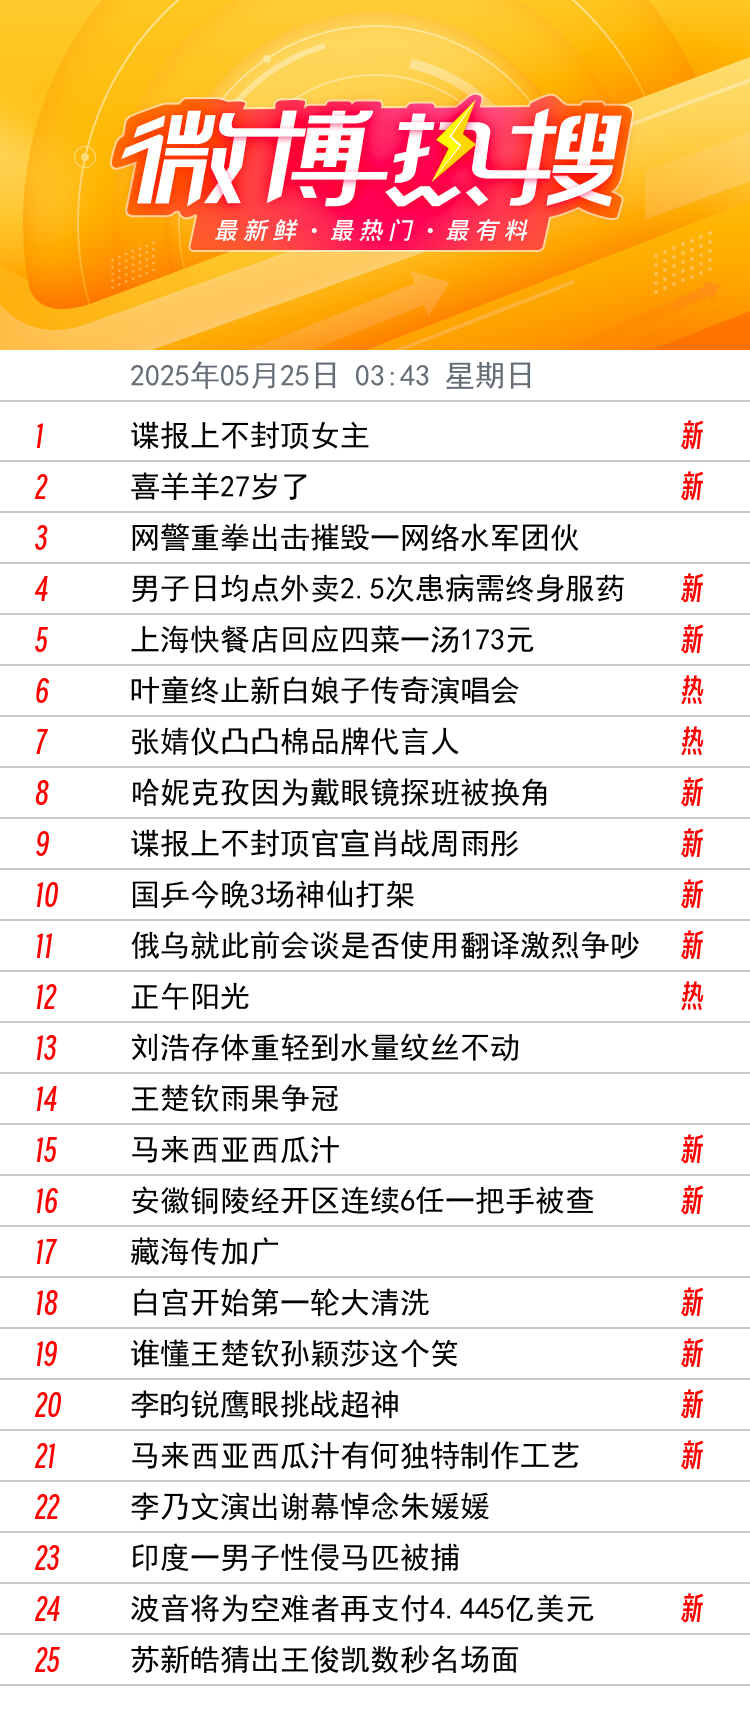 微博热搜
最新鲜·最热门·最有料
2025年05月25日 03:43 星期日
1 谍报上不封顶女主 新
2 喜羊羊27岁了 新
3 网警重拳出击摧毁一网络水军团伙
4 男子日均点外卖2.5次患病需终身服药 新
5 上海快餐店回应四菜一汤173元 新
6 叶童终止新白娘子传奇演唱会 热
7 张婧仪凸凸棉品牌代言人 热
8 哈妮克孜因为戴眼镜探班被换角 新
9 谍报上不封顶官宣肖战周雨彤 新
10 国乒今晚3场神仙打架 新
11 俄乌就此前会谈是否使用翻译激烈争吵 新
12 正午阳光 热
13 刘浩存体重轻到水量纹丝不动
14 王楚钦雨果争冠
15 马来西亚西瓜汁 新
16 安徽铜陵经开区连续6任一把手被查 新
17 藏海传加广
18 白宫开始第一轮大清洗 新
19 谁懂王楚钦孙颖莎这个笑 新
20 李昀锐鹰眼挑战超神 新
21 马来西亚西瓜汁有何独特制作工艺 新
22 李乃文演出谢幕悼念朱媛媛
23 印度一男子性侵马匹被捕
24 波音将为空难者再支付4.445亿美元 新
25 苏新皓猜出王俊凯数秒名场面